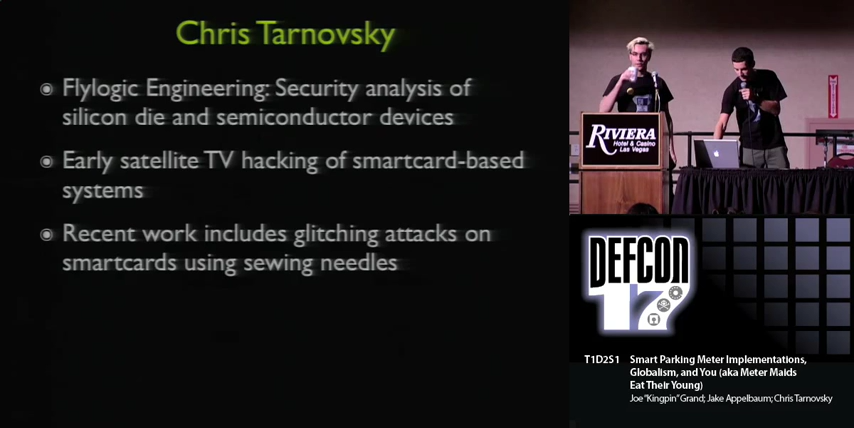 Chris Tarnovsky
Flylogic Engineering: Security analysis of
silicon die and semiconductor devices
Early satellite TV hacking of smartcard-based
systems
Recent work includes glitching attacks on
smartcards using sewing needles
RIVIERA
Hotel & Casino
Las Vegas
DEFCON
17
T1D2S1 Smart Parking Meter Implementations,
Globalism, and You (aka Meter Maids
Eat Their Young)
Joe "Kingpin" Grand; Jake Appelbaum; Chris Tarnovsky